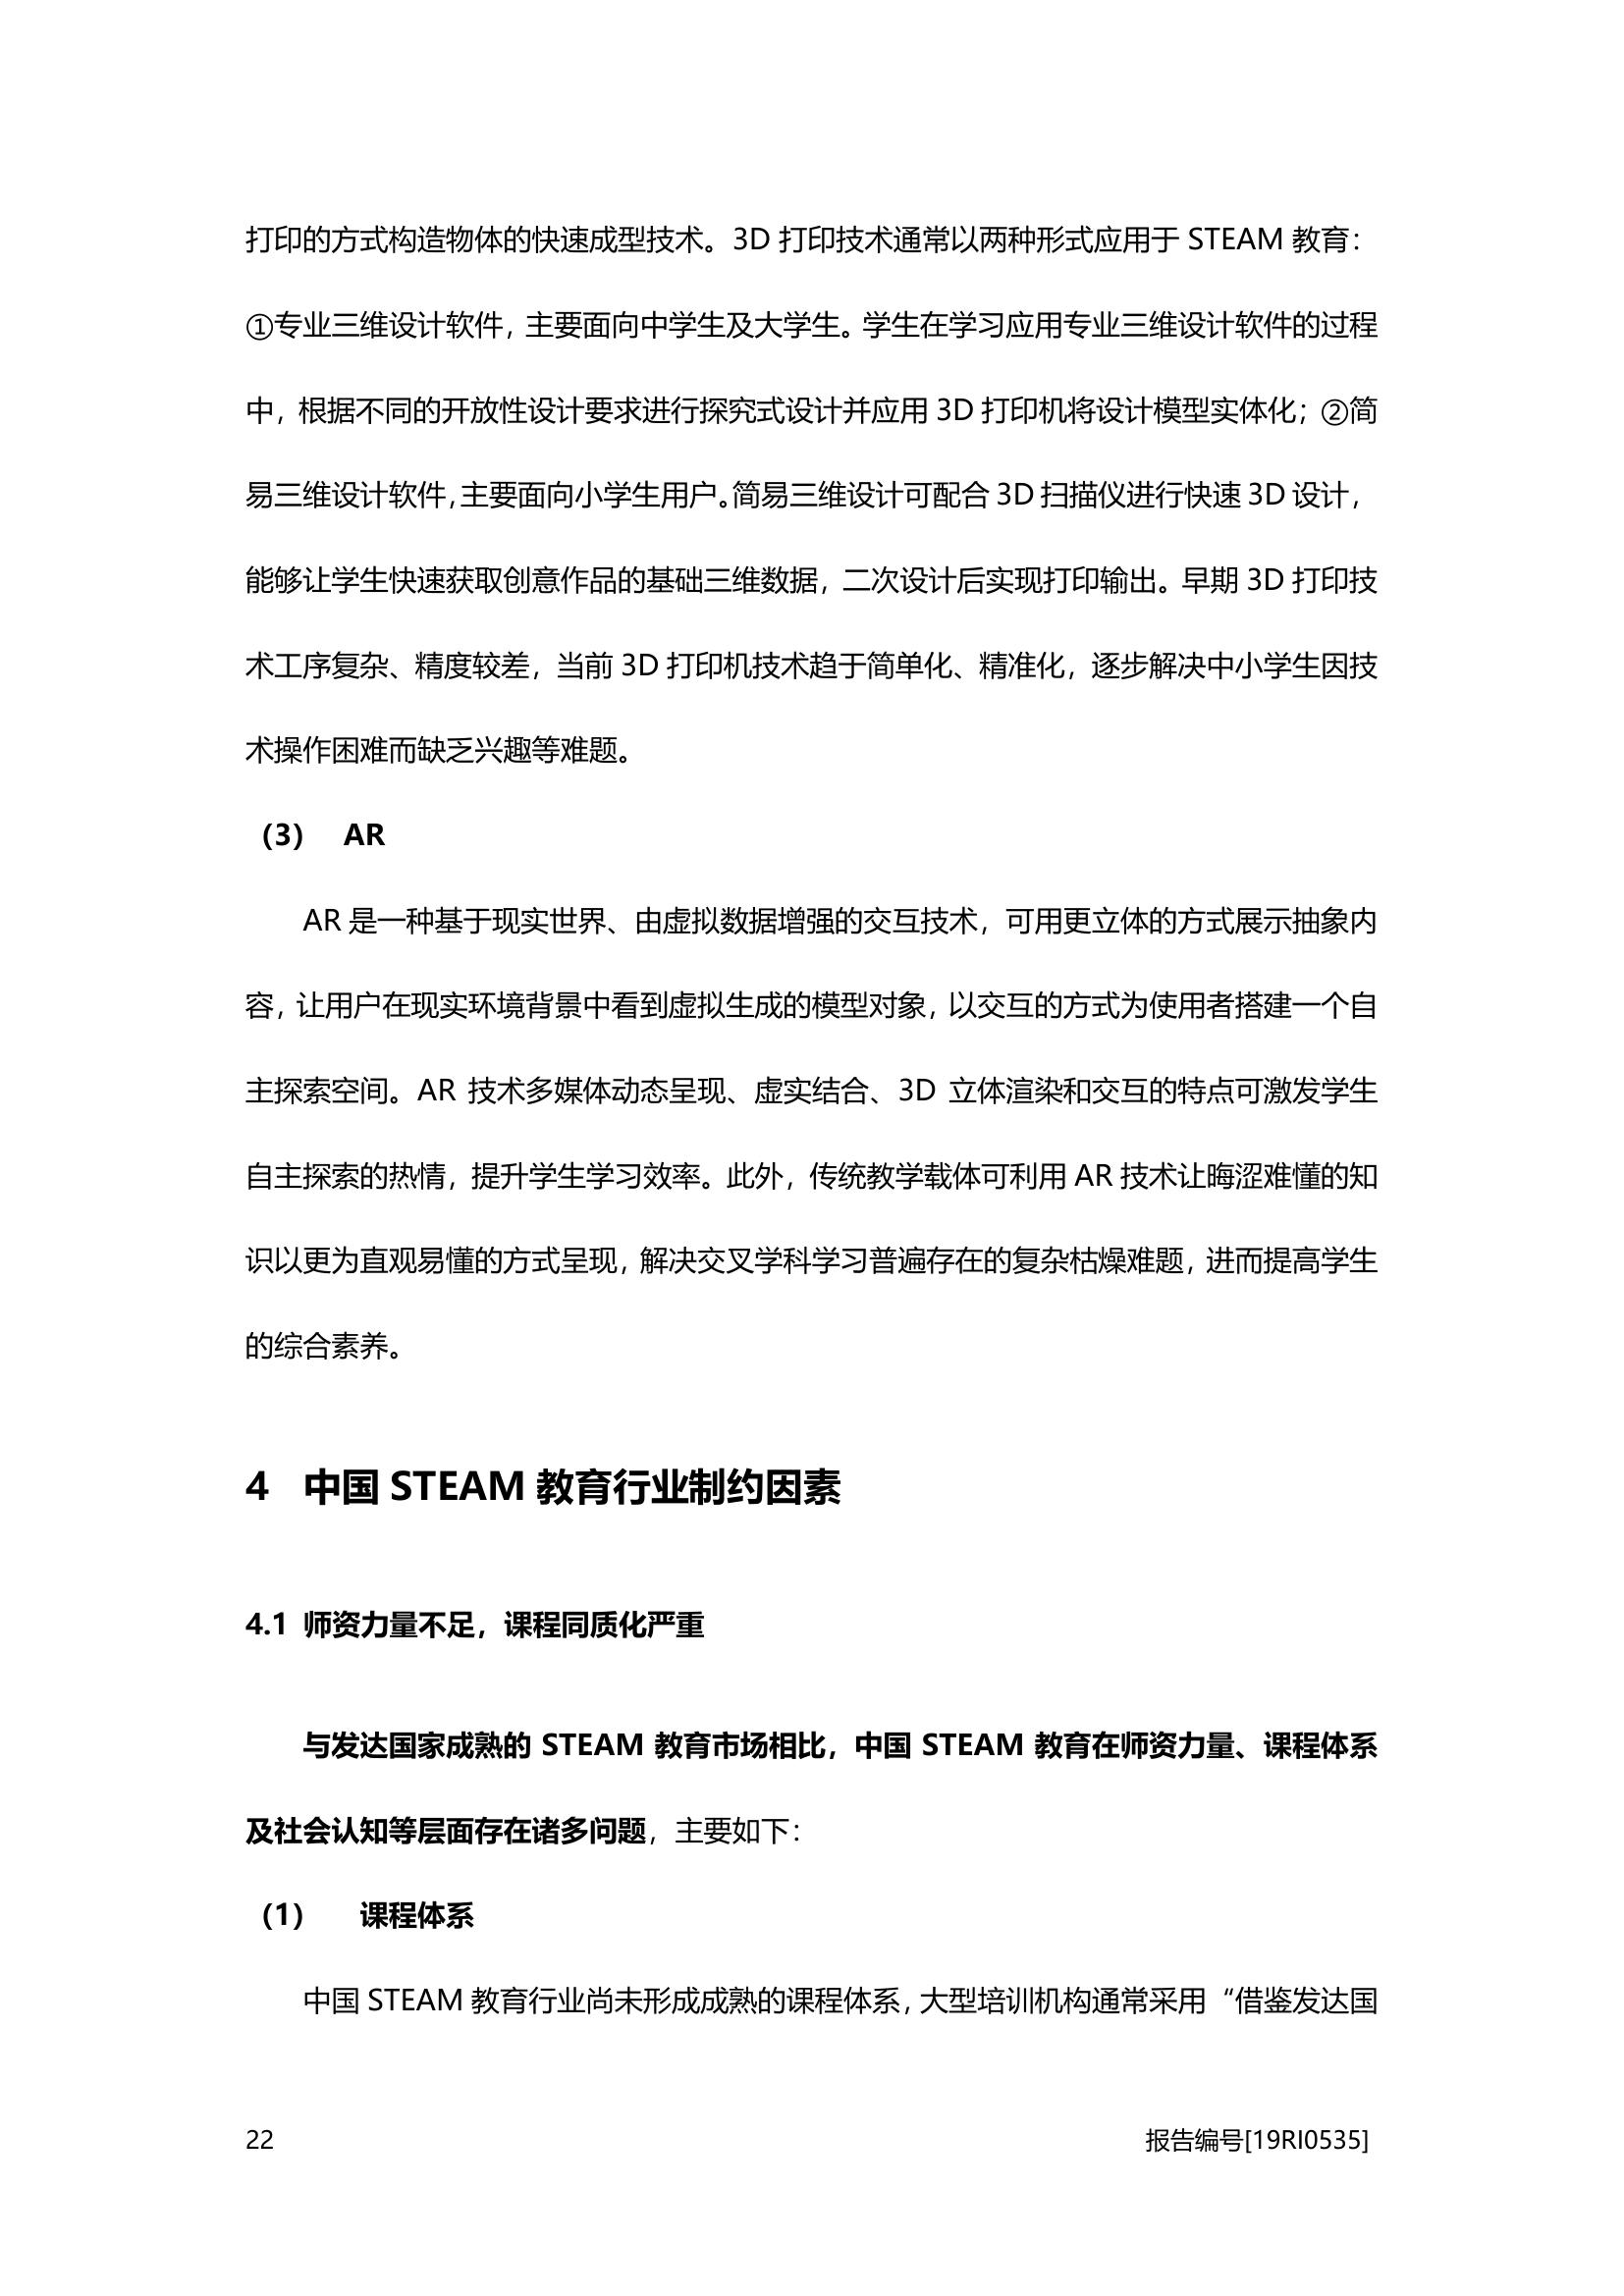 打印的方式构造物体的快速成型技术。3D 打印技术通常以两种形式应用于 STEAM 教育：
①专业三维设计软件，主要面向中学生及大学生。学生在学习应用专业三维设计软件的过程
中，根据不同的开放性设计要求进行探究式设计并应用 3D 打印机将设计模型实体化；②简
易三维设计软件，主要面向小学生用户。简易三维设计可配合 3D 扫描仪进行快速 3D 设计，
能够让学生快速获取创意作品的基础三维数据，二次设计后实现打印输出。早期 3D 打印技
术工序复杂、精度较差，当前 3D 打印机技术趋于简单化、精准化，逐步解决中小学生因技
术操作困难而缺乏兴趣等难题。
（3） AR
AR 是一种基于现实世界、由虚拟数据增强的交互技术，可用更立体的方式展示抽象内
容，让用户在现实环境背景中看到虚拟生成的模型对象，以交互的方式为使用者搭建一个自
主探索空间。AR 技术多媒体动态呈现、虚实结合、3D 立体渲染和交互的特点可激发学生
自主探索的热情，提升学生学习效率。此外，传统教学载体可利用 AR 技术让晦涩难懂的知
识以更为直观易懂的方式呈现，解决交叉学科学习普遍存在的复杂枯燥难题，进而提高学生
的综合素养。
4 中国 STEAM 教育行业制约因素
4.1 师资力量不足，课程同质化严重
与发达国家成熟的 STEAM 教育市场相比，中国 STEAM 教育在师资力量、课程体系
及社会认知等层面存在诸多问题，主要如下：
（1） 课程体系
中国 STEAM 教育行业尚未形成成熟的课程体系，大型培训机构通常采用“借鉴发达国
22 报告编号[19RI0535]